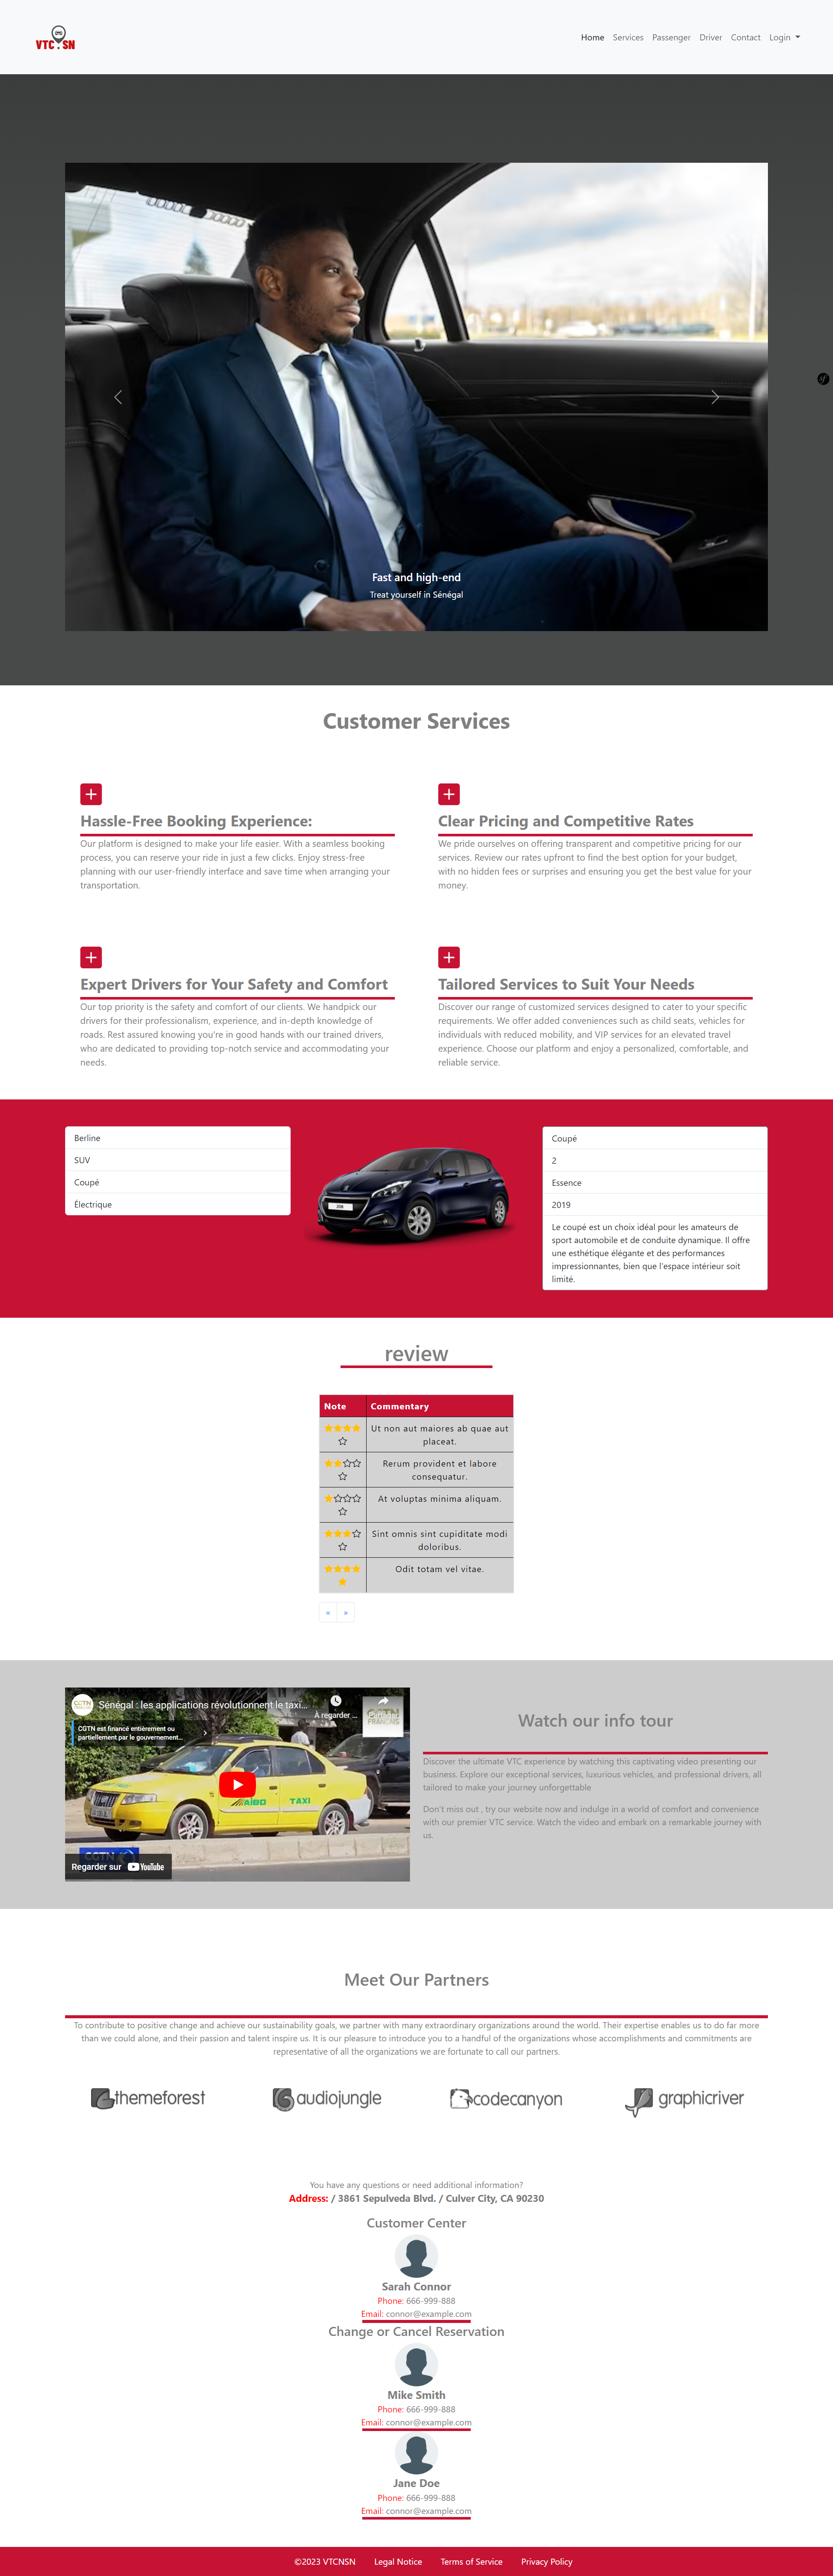 VTC SN
Home Services Passenger Driver Contact Login
Fast and high-end
Treat yourself in Sénégal
Customer Services
Hassle-Free Booking Experience:
Our platform is designed to make your life easier. With a seamless booking
process, you can reserve your ride in just a few clicks. Enjoy stress-free
planning with our user-friendly interface and save time when arranging your
transportation.
Clear Pricing and Competitive Rates
We pride ourselves on offering transparent and competitive pricing for our
services. Review our rates upfront to find the best option for your budget,
with no hidden fees or surprises and ensuring you get the best value for your
money.
Expert Drivers for Your Safety and Comfort
Our top priority is the safety and comfort of our clients. We handpick our
drivers for their professionalism, experience, and in-depth knowledge of
roads. Rest assured knowing you're in good hands with our trained drivers,
who are dedicated to providing top-notch service and accommodating your
needs.
Tailored Services to Suit Your Needs
Discover our range of customized services designed to cater to your specific
requirements. We offer added conveniences such as child seats, vehicles for
individuals with reduced mobility, and VIP services for an elevated travel
experience. Choose our platform and enjoy a personalized, comfortable, and
reliable service.
Berline
SUV
Coupé
Électrique
208
Coupé
2
Essence
2019
Le coupé est un choix idéal pour les amateurs de
sport automobile et de conduite dynamique. Il offre
une esthétique élégante et des performances
impressionnantes, bien que l'espace intérieur soit
limité.
review
Note Commentary
Ut non aut maiores ab quae aut
placeat.
Rerum provident et labore
consequatur.
At voluptas minima aliquam.
Sint omnis sint cupiditate modi
doloribus.
Odit totam vel vitae.
« »
Sénégal : les applications révolutionnent le taxi...
À regarder ...
CGTN est financé entièrement ou
partiellement par le gouvernement...
TAXI
CGTN
Regarder sur YouTube
Watch our info tour
Discover the ultimate VTC experience by watching this captivating video presenting our
business. Explore our exceptional services, luxurious vehicles, and professional drivers, all
tailored to make your journey unforgettable
Don't miss out , try our website now and indulge in a world of comfort and convenience
with our premier VTC service. Watch the video and embark on a remarkable journey with
us.
Meet Our Partners
To contribute to positive change and achieve our sustainability goals, we partner with many extraordinary organizations around the world. Their expertise enables us to do far more
than we could alone, and their passion and talent inspire us. It is our pleasure to introduce you to a handful of the organizations whose accomplishments and commitments are
representative of all the organizations we are fortunate to call our partners.
themeforest audiojungle codecanyon graphicriver
You have any questions or need additional information?
Address: / 3861 Sepulveda Blvd. / Culver City, CA 90230
Customer Center
Sarah Connor
Phone: 666-999-888
Email: connor@example.com
Change or Cancel Reservation
Mike Smith
Phone: 666-999-888
Email: connor@example.com
Jane Doe
Phone: 666-999-888
Email: connor@example.com
©2023 VTCNSN Legal Notice Terms of Service Privacy Policy